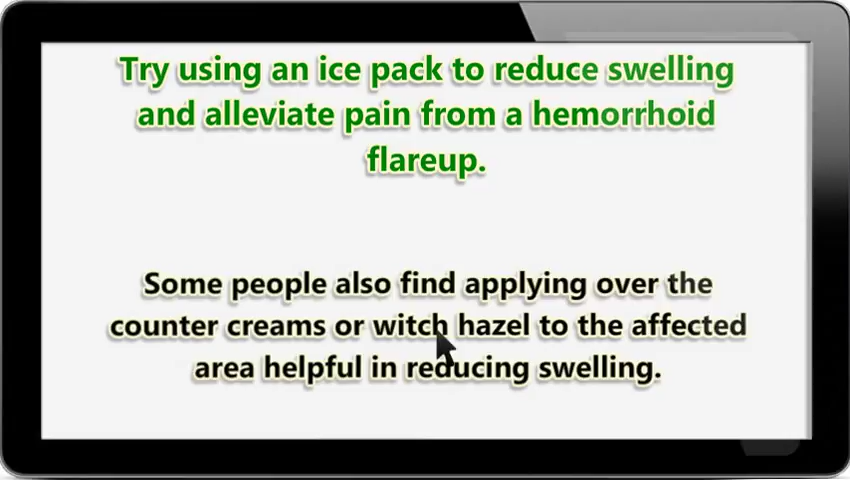 Try using an ice pack to reduce swelling
and alleviate pain from a hemorrhoid
flareup.
Some people also find applying over the
counter creams or witch hazel to the affected
area helpful in reducing swelling.